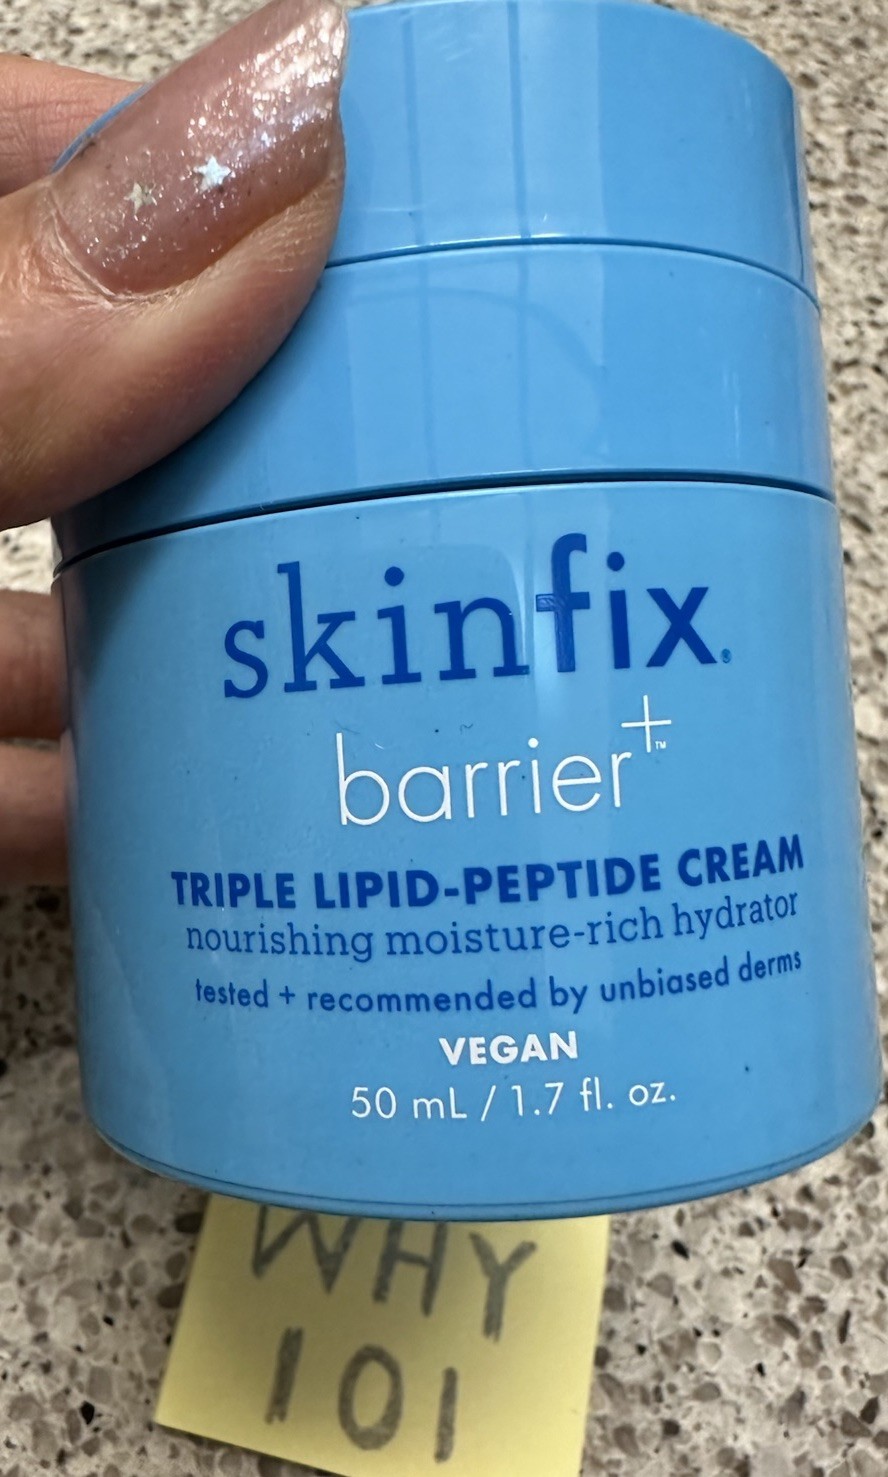 skinfix®
barrier+™
TRIPLE LIPID-PEPTIDE CREAM
nourishing moisture-rich hydrator
tested + recommended by unbiased derms
VEGAN
50 mL / 1.7 fl. oz.
WHY
101